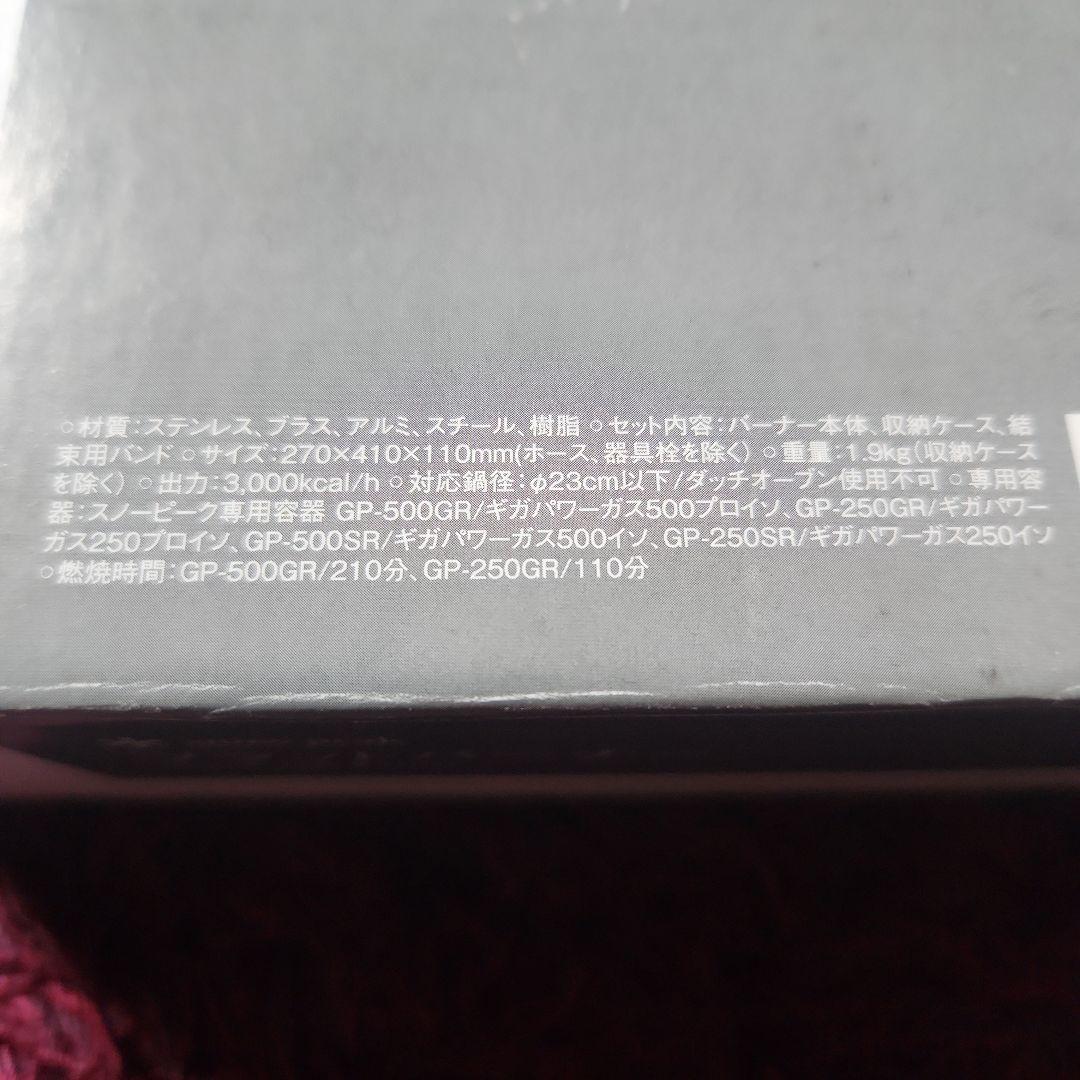 ○材質:ステンレス、ブラス、アルミ、スチール、樹脂 ○セット内容:バーナー本体、収納ケース、結
束用バンド ○サイズ:270×410×110mm(ホース、器具栓を除く) ○重量:1.9kg(収納ケース
を除く) ○出力:3,000kcal/h ○対応鍋径:φ23cm以下/ダッチオーブン使用不可 ○専用容
器:スノーピーク専用容器 GP-500GR/ギガパワーガス500プロイソ、GP-250GR/ギガパワー
ガス250プロイソ、GP-500SR/ギガパワーガス500イソ、GP-250SR/ギガパワーガス250イソ
○燃焼時間:GP-500GR/210分、GP-250GR/110分